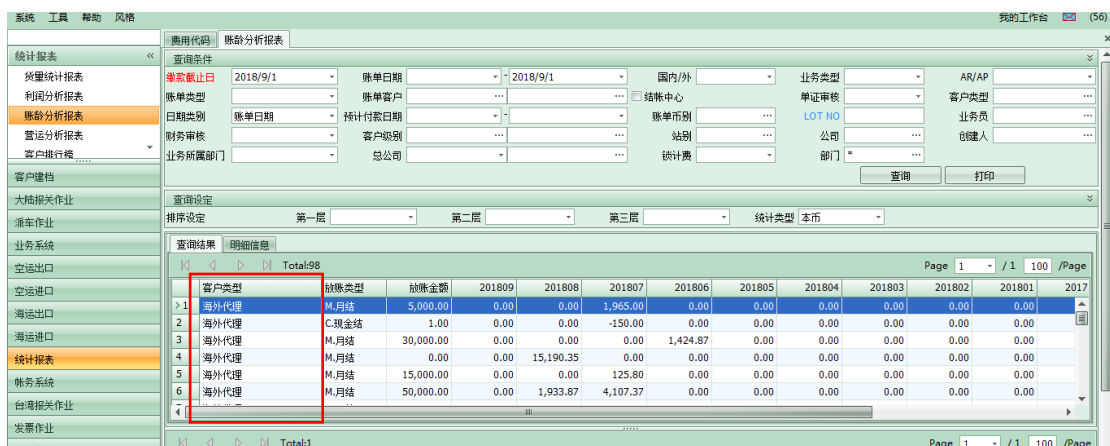 系统 工具 帮助 风格 我的工作台 (56)
费用代码 账龄分析报表
统计报表 «
货量统计报表
利润分析报表
账龄分析报表
营运分析报表
客户排行榜
客户建档
大陆报关作业
派车作业
业务系统
空运出口
空运进口
海运出口
海运进口
统计报表
帐务系统
台湾报关作业
发票作业
查询条件
缴款截止日 2018/9/1 账单日期 - 2018/9/1 国内/外 业务类型 AR/AP
账单类型 账单客户 结帐中心 单证审核 客户类型
日期类别 账单日期 预计付款日期 - 账单币别 LOT NO 业务员
财务审核 客户级别 站别 公司 创建人
业务所属部门 总公司 锁计费 部门 *
查询 打印
查询设定
排序设定 第一层 第二层 第三层 统计类型 本币
查询结果 明细信息
Total:98 Page 1 / 1 100 /Page
客户类型 放账类型 放账金额 201809 201808 201807 201806 201805 201804 201803 201802 201801 2017
1 海外代理 M.月结 5,000.00 0.00 0.00 1,965.00 0.00 0.00 0.00 0.00 0.00 0.00
2 海外代理 C.现金结 1.00 0.00 0.00 -150.00 0.00 0.00 0.00 0.00 0.00 0.00
3 海外代理 M.月结 30,000.00 0.00 0.00 0.00 1,424.87 0.00 0.00 0.00 0.00 0.00
4 海外代理 M.月结 0.00 0.00 15,190.35 0.00 0.00 0.00 0.00 0.00 0.00 0.00
5 海外代理 M.月结 15,000.00 0.00 0.00 125.80 0.00 0.00 0.00 0.00 0.00 0.00
6 海外代理 M.月结 50,000.00 0.00 1,933.87 4,107.37 0.00 0.00 0.00 0.00 0.00 0.00
Total:1 Page 1 / 1 100 /Page